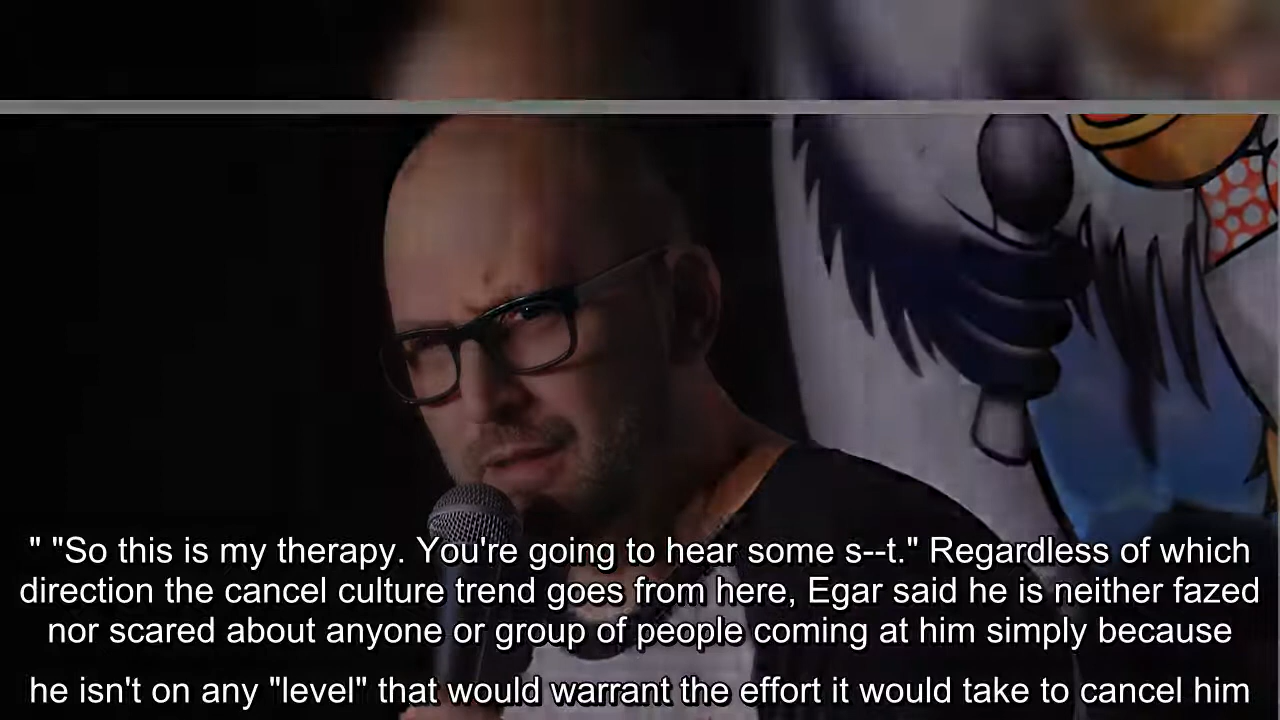 " "So this is my therapy. You're going to hear some s--t." Regardless of which
direction the cancel culture trend goes from here, Egar said he is neither fazed
nor scared about anyone or group of people coming at him simply because
he isn't on any "level" that would warrant the effort it would take to cancel him